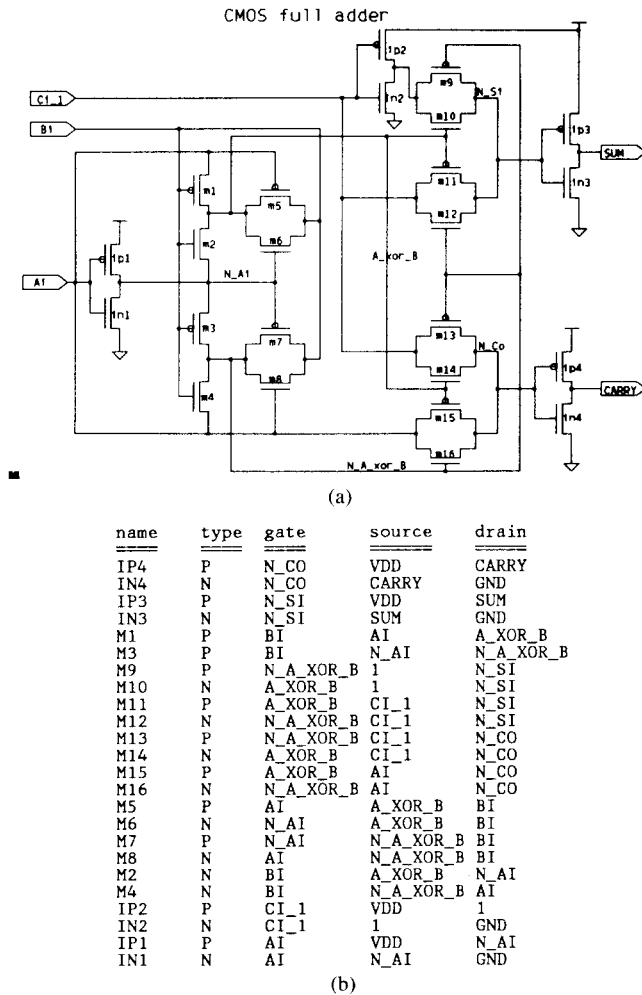 CMOS full adder
ip2
m9
N_Si
in2
m10
Ci_1
Bi
ip3
SUM
in3
m1
m5
m11
m12
m2
m6
A_xor_B
ip1
N_Ai
Ai
in1
m3
m7
m13
N_Co
m14
ip4
m8
CARRY
m4
m15
in4
m16
N_A_xor_B
(a)
name type gate source drain
IP4 P N_CO VDD CARRY
IN4 N N_CO CARRY GND
IP3 P N_SI VDD SUM
IN3 N N_SI SUM GND
M1 P BI AI A_XOR_B
M3 P BI N_AI N_A_XOR_B
M9 P N_A_XOR_B 1 N_SI
M10 N A_XOR_B 1 N_SI
M11 P A_XOR_B CI_1 N_SI
M12 N N_A_XOR_B CI_1 N_SI
M13 P N_A_XOR_B CI_1 N_CO
M14 N A_XOR_B CI_1 N_CO
M15 P A_XOR_B AI N_CO
M16 N N_A_XOR_B AI N_CO
M5 P AI A_XOR_B BI
M6 N N_AI A_XOR_B BI
M7 P N_AI N_A_XOR_B BI
M8 N AI N_A_XOR_B BI
M2 N BI A_XOR_B N_AI
M4 N BI N_A_XOR_B AI
IP2 P CI_1 VDD 1
IN2 N CI_1 1 GND
IP1 P AI VDD N_AI
IN1 N AI N_AI GND
(b)